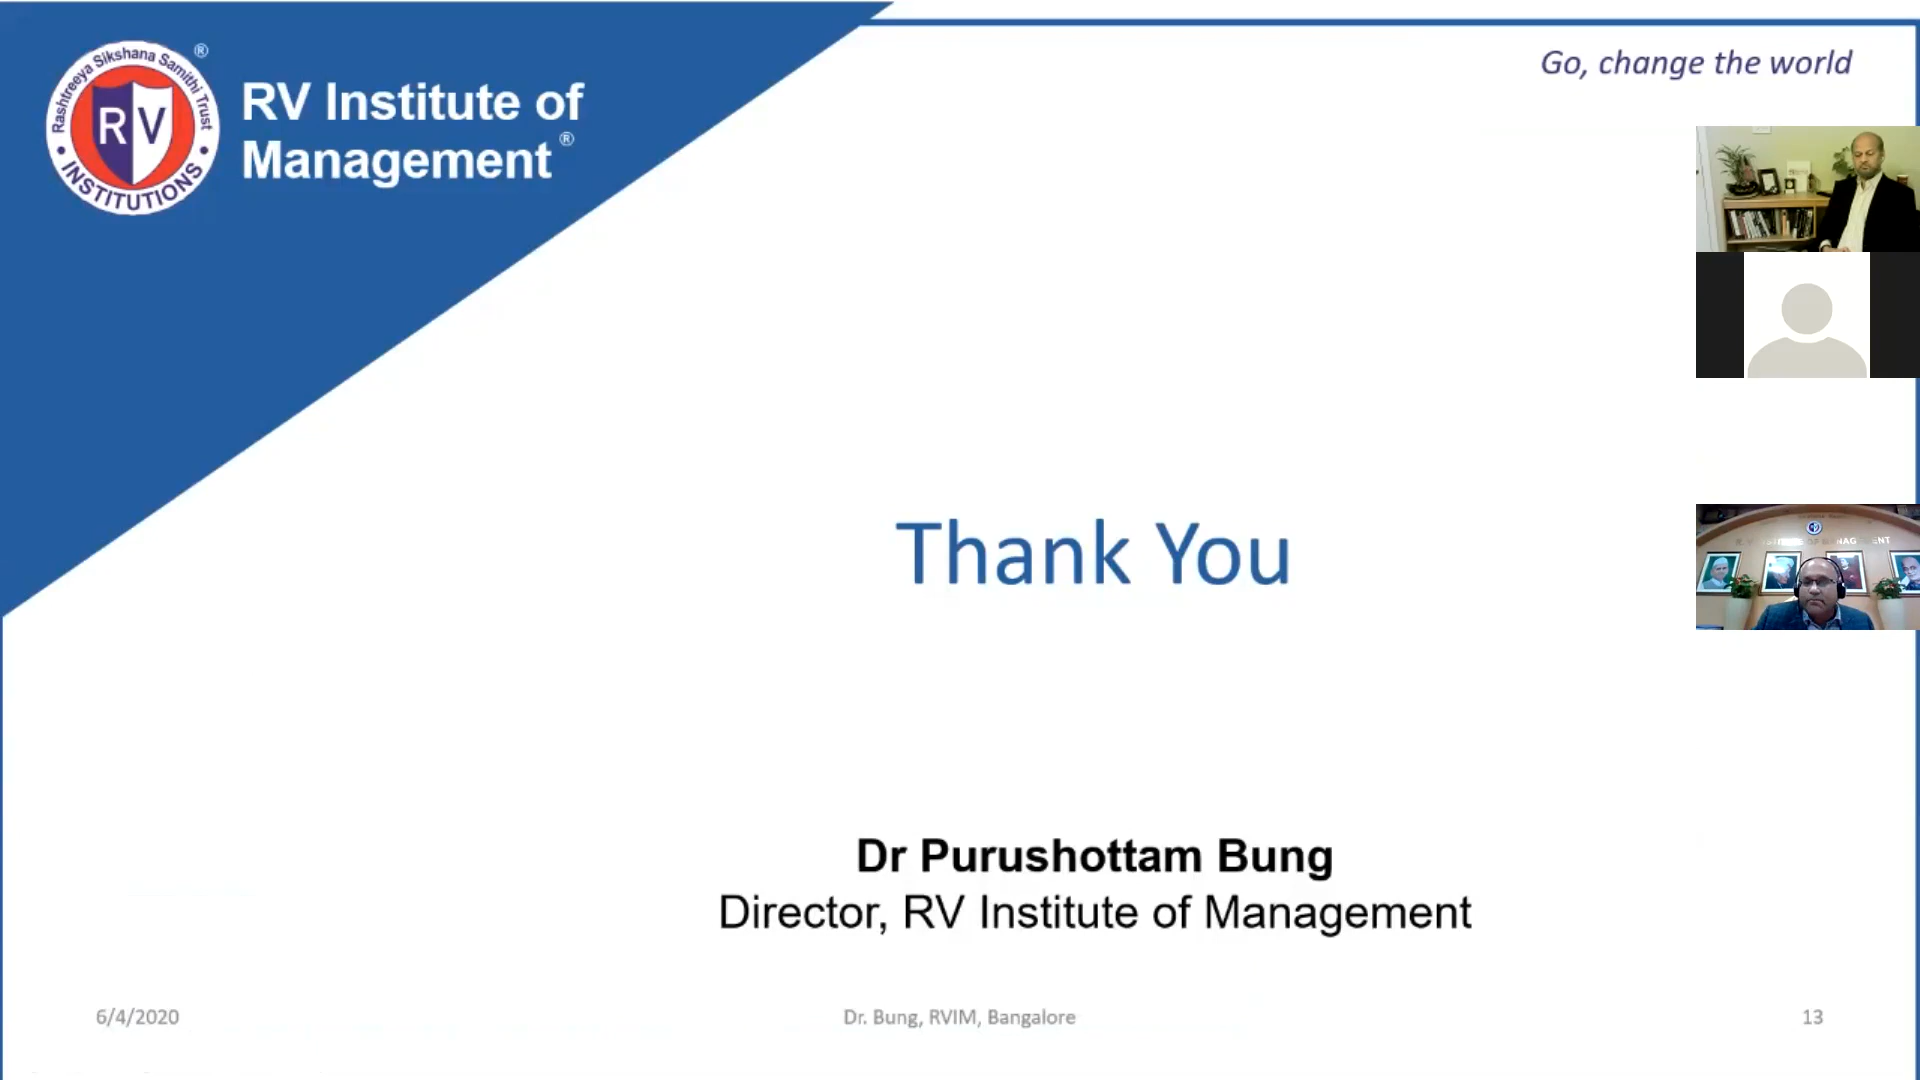 Rashtreeya Sikshana Samithi Trust
®
RV
• INSTITUTIONS •
RV Institute of
Management®
Go, change the world
Thank You
Dr Purushottam Bung
Director, RV Institute of Management
6/4/2020
Dr. Bung, RVIM, Bangalore
13